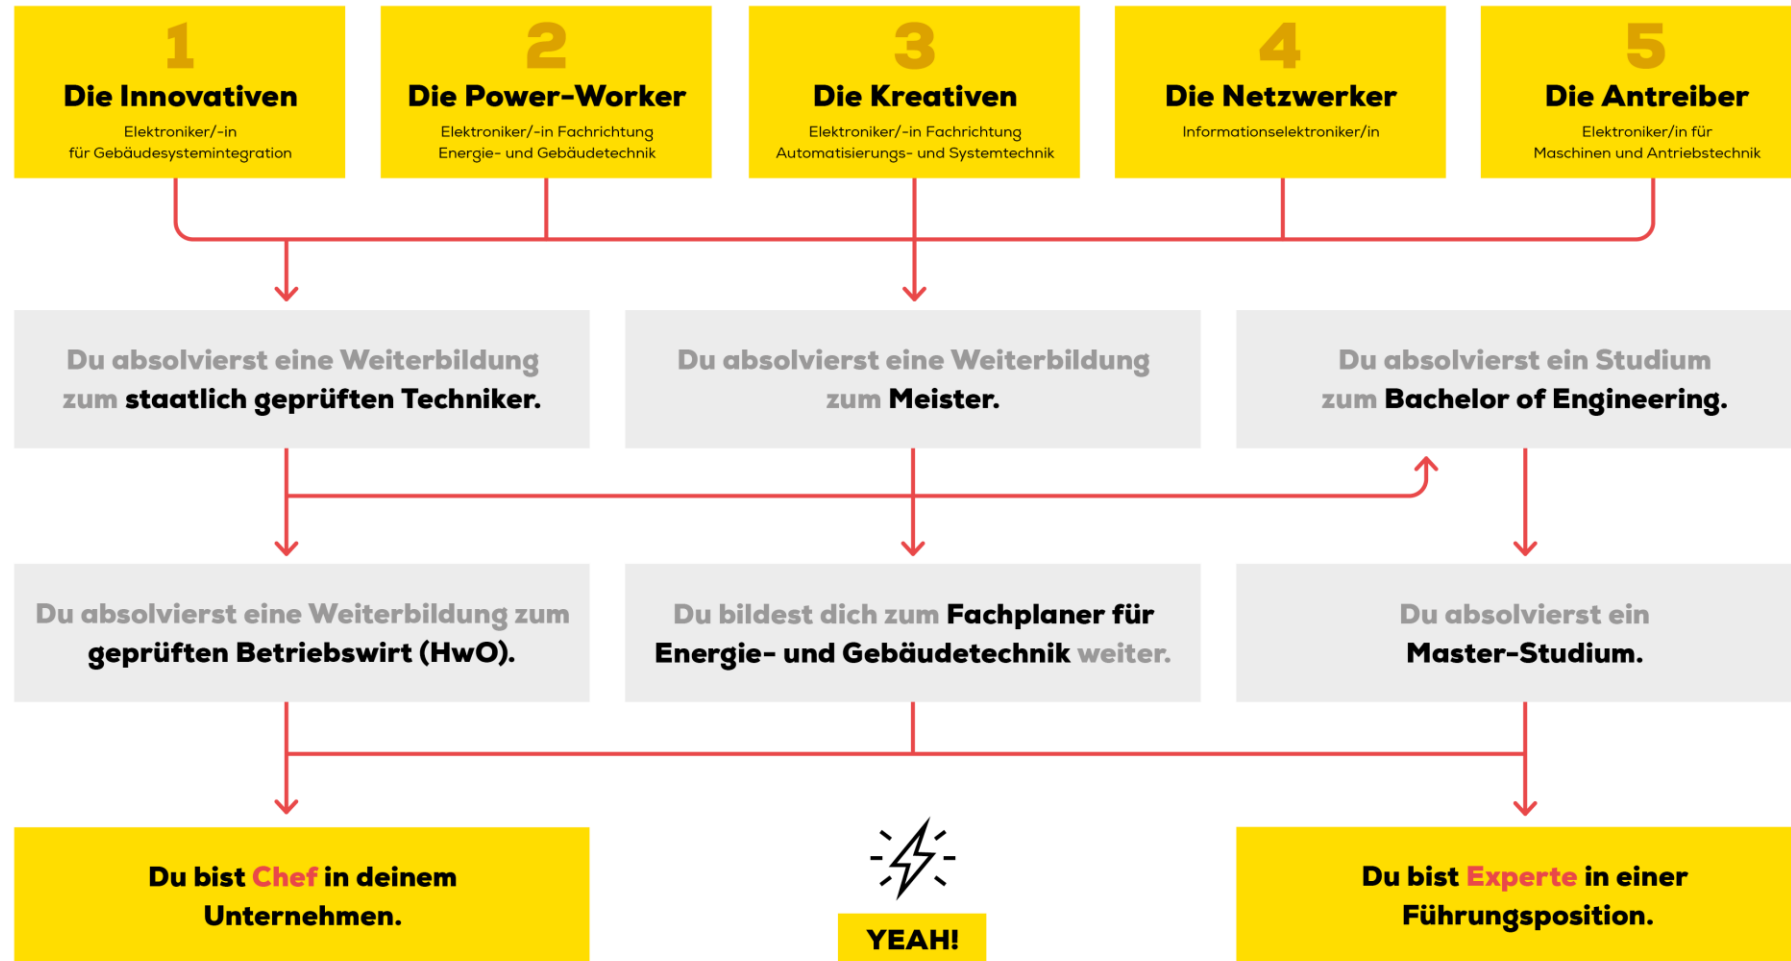 1
Die Innovativen
Elektroniker/-in
für Gebäudesystemintegration
2
Die Power-Worker
Elektroniker/-in Fachrichtung
Energie- und Gebäudetechnik
3
Die Kreativen
Elektroniker/-in Fachrichtung
Automatisierungs- und Systemtechnik
4
Die Netzwerker
Informationselektroniker/in
5
Die Antreiber
Elektroniker/in für
Maschinen und Antriebstechnik
Du absolvierst eine Weiterbildung
zum staatlich geprüften Techniker.
Du absolvierst eine Weiterbildung
zum Meister.
Du absolvierst ein Studium
zum Bachelor of Engineering.
Du absolvierst eine Weiterbildung zum
geprüften Betriebswirt (HwO).
Du bildest dich zum Fachplaner für
Energie- und Gebäudetechnik weiter.
Du absolvierst ein
Master-Studium.
Du bist Chef in deinem
Unternehmen.
YEAH!
Du bist Experte in einer
Führungsposition.